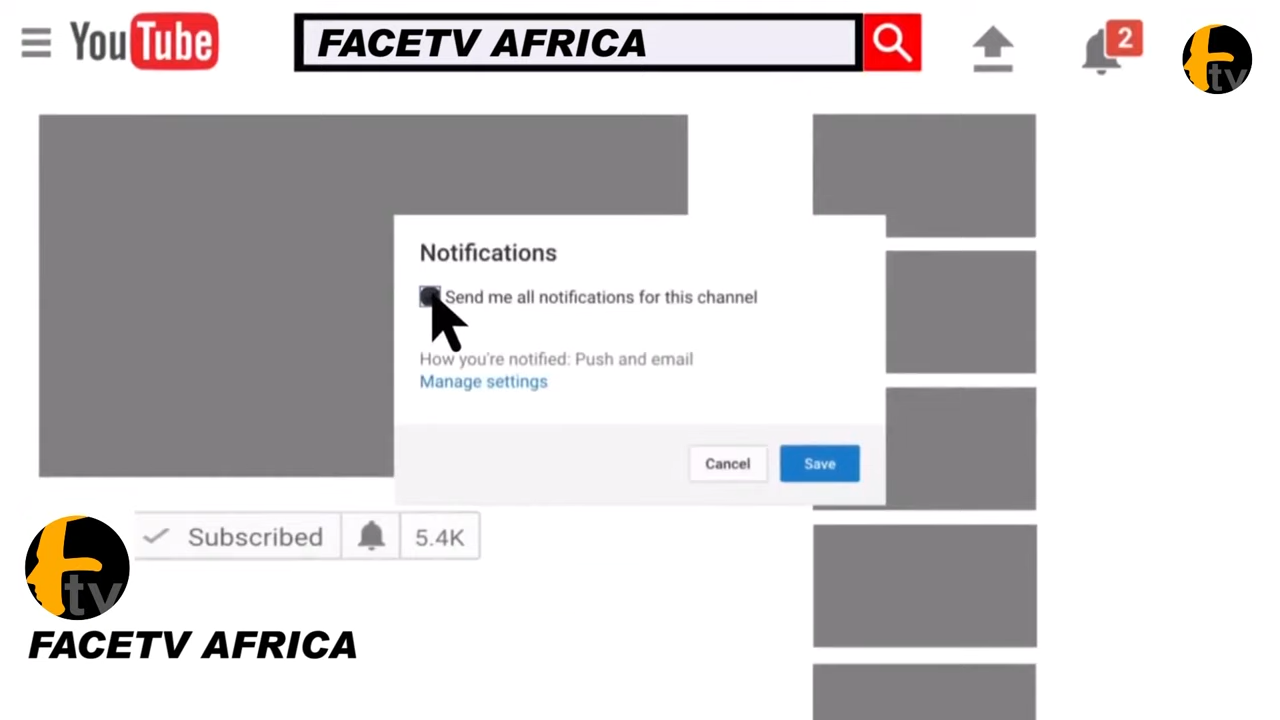 YouTube
FACETV AFRICA
2
tv
Notifications
Send me all notifications for this channel
How you're notified: Push and email
Manage settings
Cancel
Save
Subscribed
5.4K
tv
FACETV AFRICA